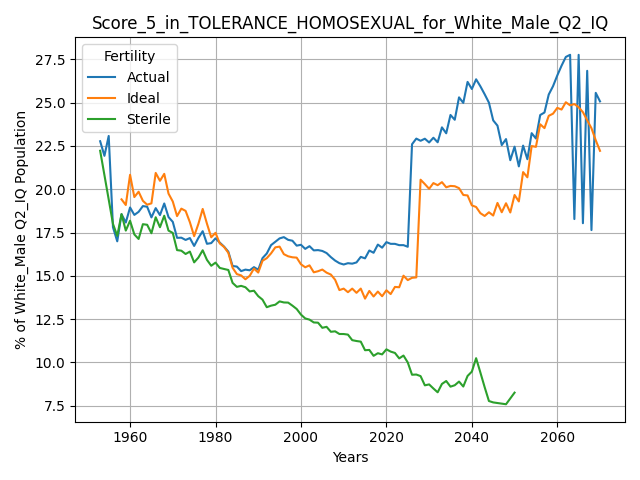 Score_5_in_TOLERANCE_HOMOSEXUAL_for_White_Male_Q2_IQ
Fertility
Actual
Ideal
Sterile
% of White_Male Q2_IQ Population
27.5
25.0
22.5
20.0
17.5
15.0
12.5
10.0
7.5
1960
1980
2000
2020
2040
2060
Years